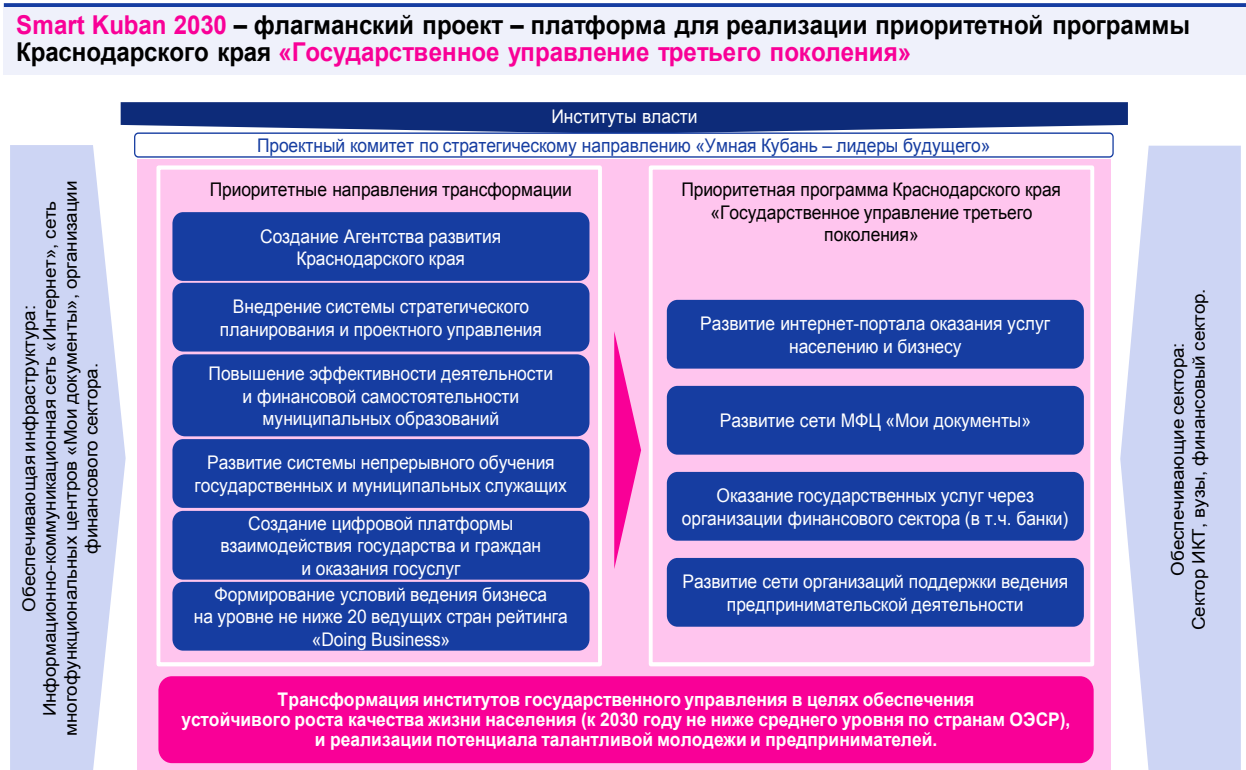 Smart Kuban 2030 – флагманский проект – платформа для реализации приоритетной программы
Краснодарского края «Государственное управление третьего поколения»
Институты власти
Проектный комитет по стратегическому направлению «Умная Кубань – лидеры будущего»
Обеспечивающая инфраструктура:
Информационно-коммуникационная сеть «Интернет», сеть
многофункциональных центров «Мои документы», организации
финансового сектора.
Приоритетные направления трансформации
Создание Агентства развития
Краснодарского края
Внедрение системы стратегического
планирования и проектного управления
Повышение эффективности деятельности
и финансовой самостоятельности
муниципальных образований
Развитие системы непрерывного обучения
государственных и муниципальных служащих
Создание цифровой платформы
взаимодействия государства и граждан
и оказания госуслуг
Формирование условий ведения бизнеса
на уровне не ниже 20 ведущих стран рейтинга
«Doing Business»
Приоритетная программа Краснодарского края
«Государственное управление третьего
поколения»
Развитие интернет-портала оказания услуг
населению и бизнесу
Развитие сети МФЦ «Мои документы»
Оказание государственных услуг через
организации финансового сектора (в т.ч. банки)
Развитие сети организаций поддержки ведения
предпринимательской деятельности
Обеспечивающие сектора:
Сектор ИКТ, вузы, финансовый сектор.
Трансформация институтов государственного управления в целях обеспечения
устойчивого роста качества жизни населения (к 2030 году не ниже среднего уровня по странам ОЭСР),
и реализации потенциала талантливой молодежи и предпринимателей.